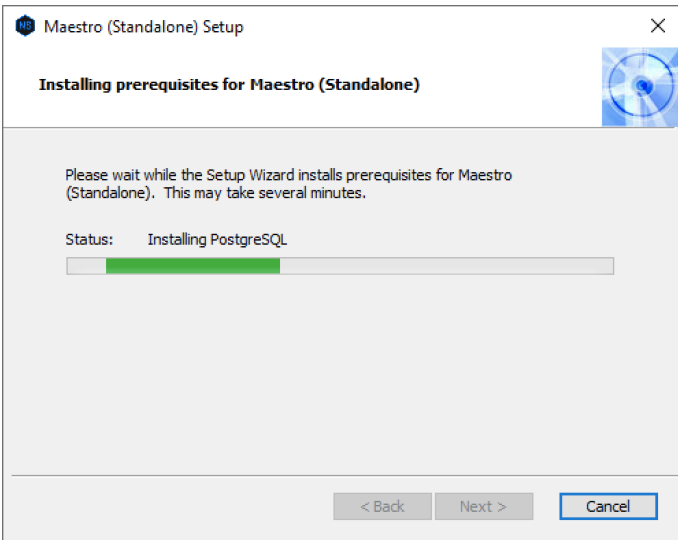 NS
Maestro (Standalone) Setup
Installing prerequisites for Maestro (Standalone)
Please wait while the Setup Wizard installs prerequisites for Maestro
(Standalone). This may take several minutes.
Status: Installing PostgreSQL
< Back Next > Cancel